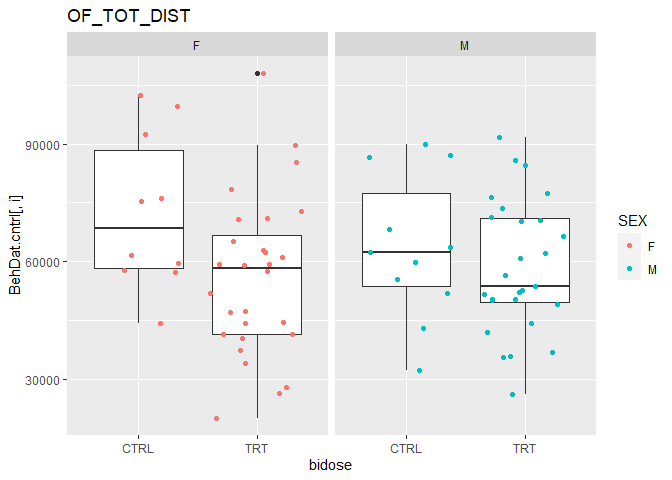 OF_TOT_DIST
F
M
BehDat.cntrl[, i]
90000
60000
30000
CTRL
TRT
CTRL
TRT
bidose
SEX
F
M